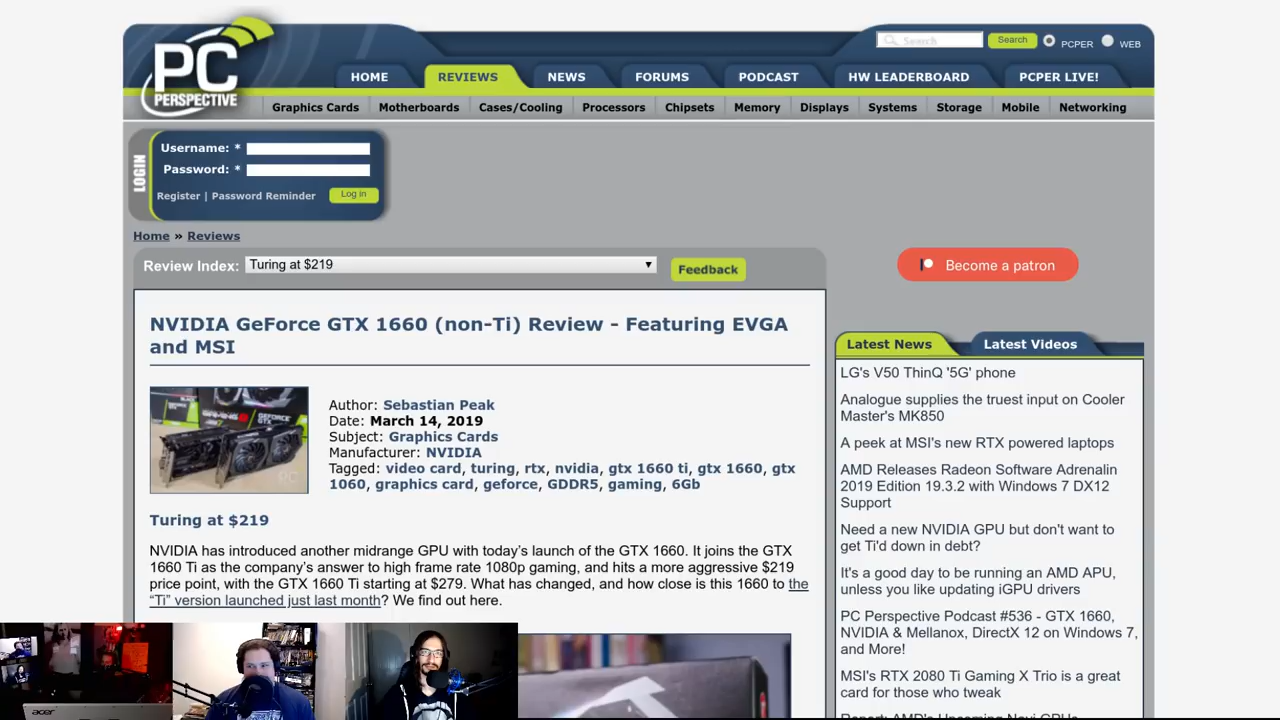 PC
PERSPECTIVE
Search
Search
PCPER
WEB
HOME
REVIEWS
NEWS
FORUMS
PODCAST
HW LEADERBOARD
PCPER LIVE!
Graphics Cards
Motherboards
Cases/Cooling
Processors
Chipsets
Memory
Displays
Systems
Storage
Mobile
Networking
LOGIN
Username: *
Password: *
Register | Password Reminder
Log in
Home » Reviews
Review Index:
Turing at $219
Feedback
Become a patron
NVIDIA GeForce GTX 1660 (non-Ti) Review - Featuring EVGA
and MSI
Author: Sebastian Peak
Date: March 14, 2019
Subject: Graphics Cards
Manufacturer: NVIDIA
Tagged: video card, turing, rtx, nvidia, gtx 1660 ti, gtx 1660, gtx
1060, graphics card, geforce, GDDR5, gaming, 6Gb
Turing at $219
NVIDIA has introduced another midrange GPU with today's launch of the GTX 1660. It joins the GTX
1660 Ti as the company's answer to high frame rate 1080p gaming, and hits a more aggressive $219
price point, with the GTX 1660 Ti starting at $279. What has changed, and how close is this 1660 to the
"Ti" version launched just last month? We find out here.
Latest News
Latest Videos
LG's V50 ThinQ '5G' phone
Analogue supplies the truest input on Cooler
Master's MK850
A peek at MSI's new RTX powered laptops
AMD Releases Radeon Software Adrenalin
2019 Edition 19.3.2 with Windows 7 DX12
Support
Need a new NVIDIA GPU but don't want to
get Ti'd down in debt?
It's a good day to be running an AMD APU,
unless you like updating iGPU drivers
PC Perspective Podcast #536 - GTX 1660,
NVIDIA & Mellanox, DirectX 12 on Windows 7,
and More!
MSI's RTX 2080 Ti Gaming X Trio is a great
card for those who tweak
Report: AMD's Upcoming Navi GPUs
acer